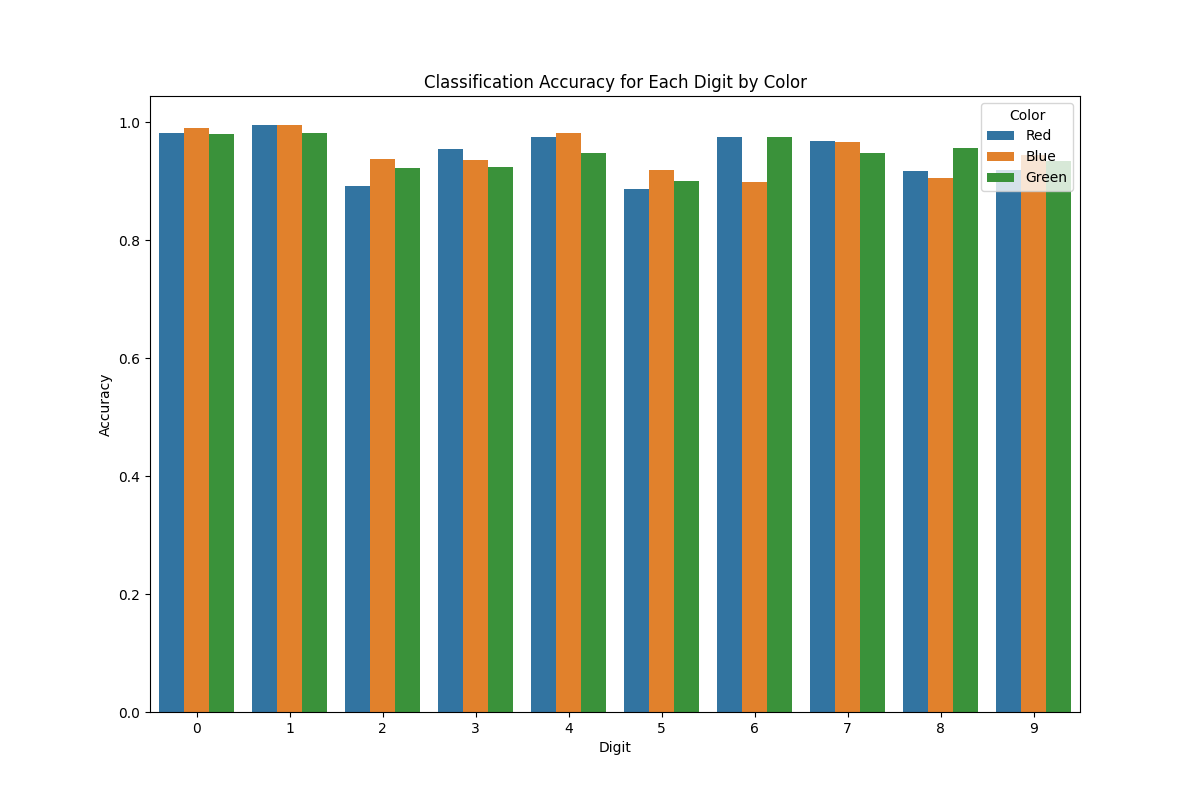 Classification Accuracy for Each Digit by Color
Color
Red
Blue
Green
1.0
0.8
0.6
0.4
0.2
0.0
Accuracy
0 1 2 3 4 5 6 7 8 9
Digit